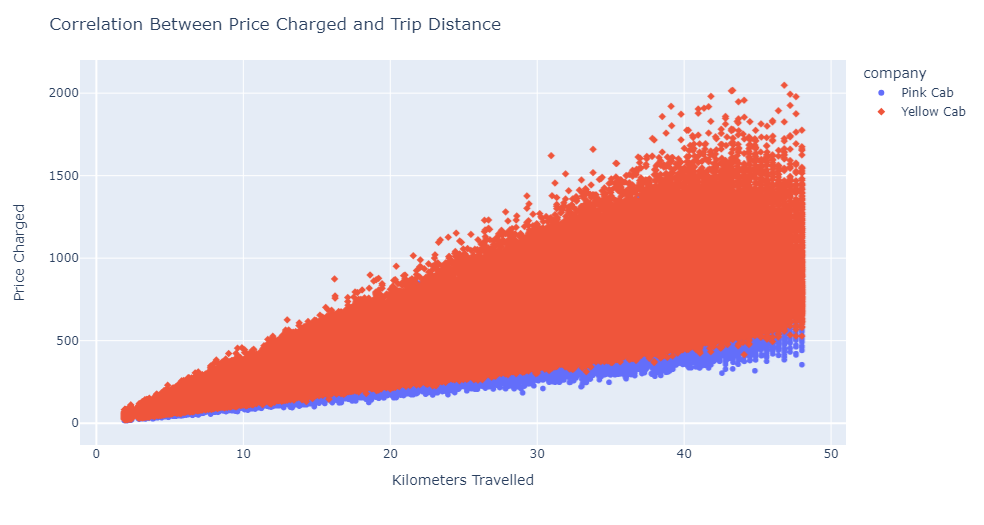 Correlation Between Price Charged and Trip Distance
company
Pink Cab
Yellow Cab
Price Charged
2000
1500
1000
500
0
0 10 20 30 40 50
Kilometers Travelled